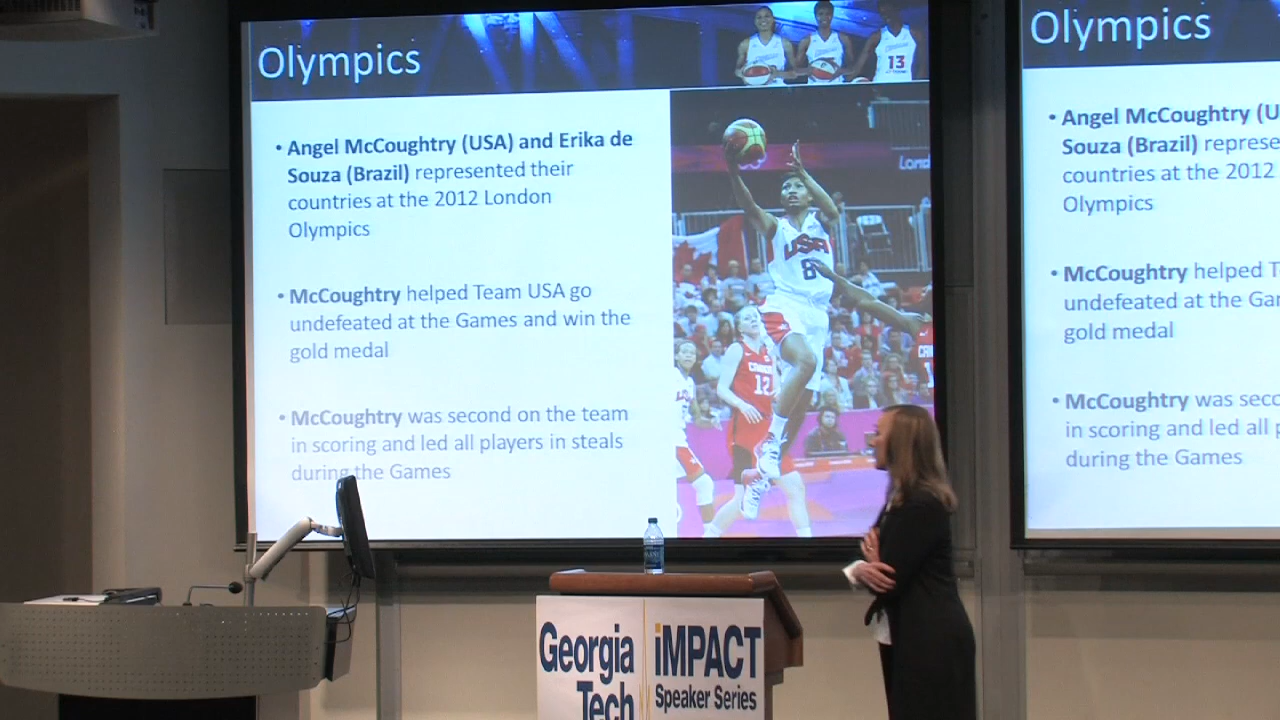 Olympics
13
• Angel McCoughtry (USA) and Erika de
Souza (Brazil) represented their
countries at the 2012 London
Olympics
• McCoughtry helped Team USA go
undefeated at the Games and win the
gold medal
• McCoughtry was second on the team
in scoring and led all players in steals
during the Games
USA
8
12
Olympics
• Angel McCoughtry
Souza (Brazil)
countries at the 2012
Olympics
• McCoughtry helped
undefeated at the
gold medal
• McCoughtry was
in scoring and led all
during the Games
Georgia
Tech
iMPACT
Speaker Series